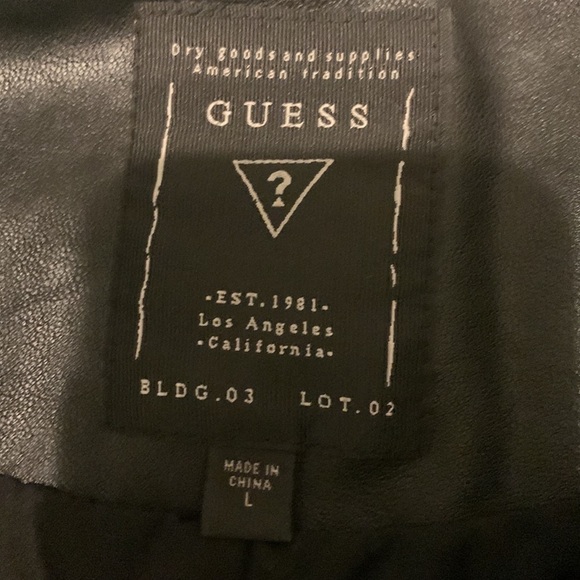 Dry goods and supplies
American tradition
GUESS
?
-EST.1981-
Los Angeles
-California-
BLDG.03 LOT.02
MADE IN
CHINA
L